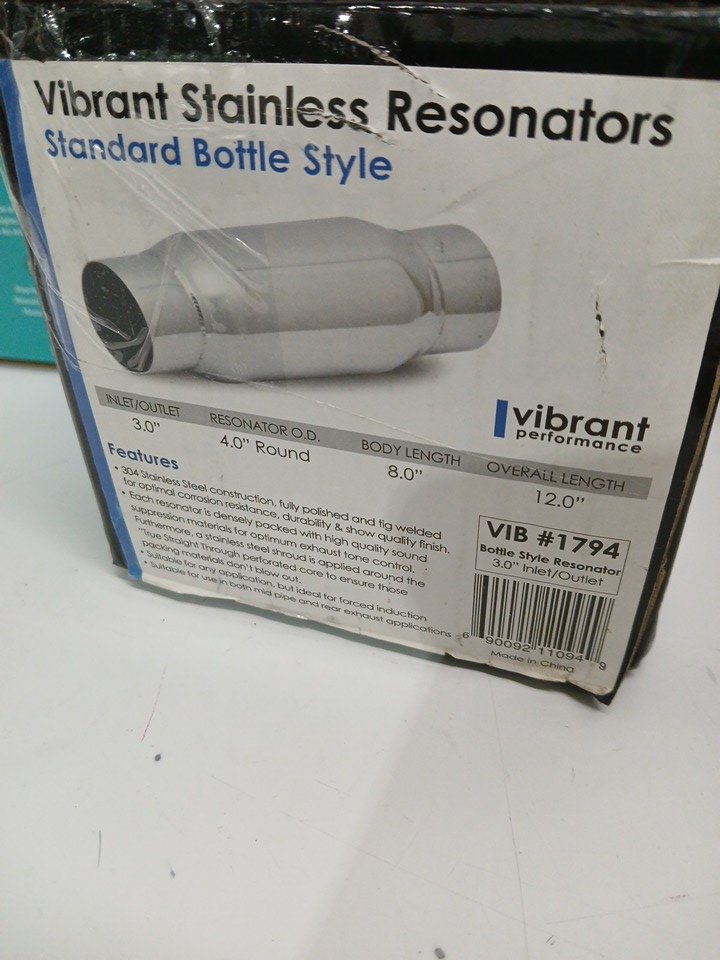 Vibrant Stainless Resonators
Standard Bottle Style
INLET/OUTLET RESONATOR O.D. BODY LENGTH OVERALL LENGTH
3.0" 4.0" Round 8.0" 12.0"
vibrant
performance
Features
• 304 Stainless Steel construction, fully polished and tig welded
for optimal corrosion resistance, durability & show quality finish.
• Each resonator is densely packed with high quality sound
suppression materials for optimum exhaust tone control.
Furthermore, a stainless steel shroud is applied around the
"True Straight Through perforated core to ensure those
packing materials don't blow out.
• Suitable for any application, but ideal for forced induction
• Suitable for use in both mid pipe and rear exhaust applications
VIB #1794
Bottle Style Resonator
3.0" Inlet/Outlet
6 90092 11094 9
Made in China